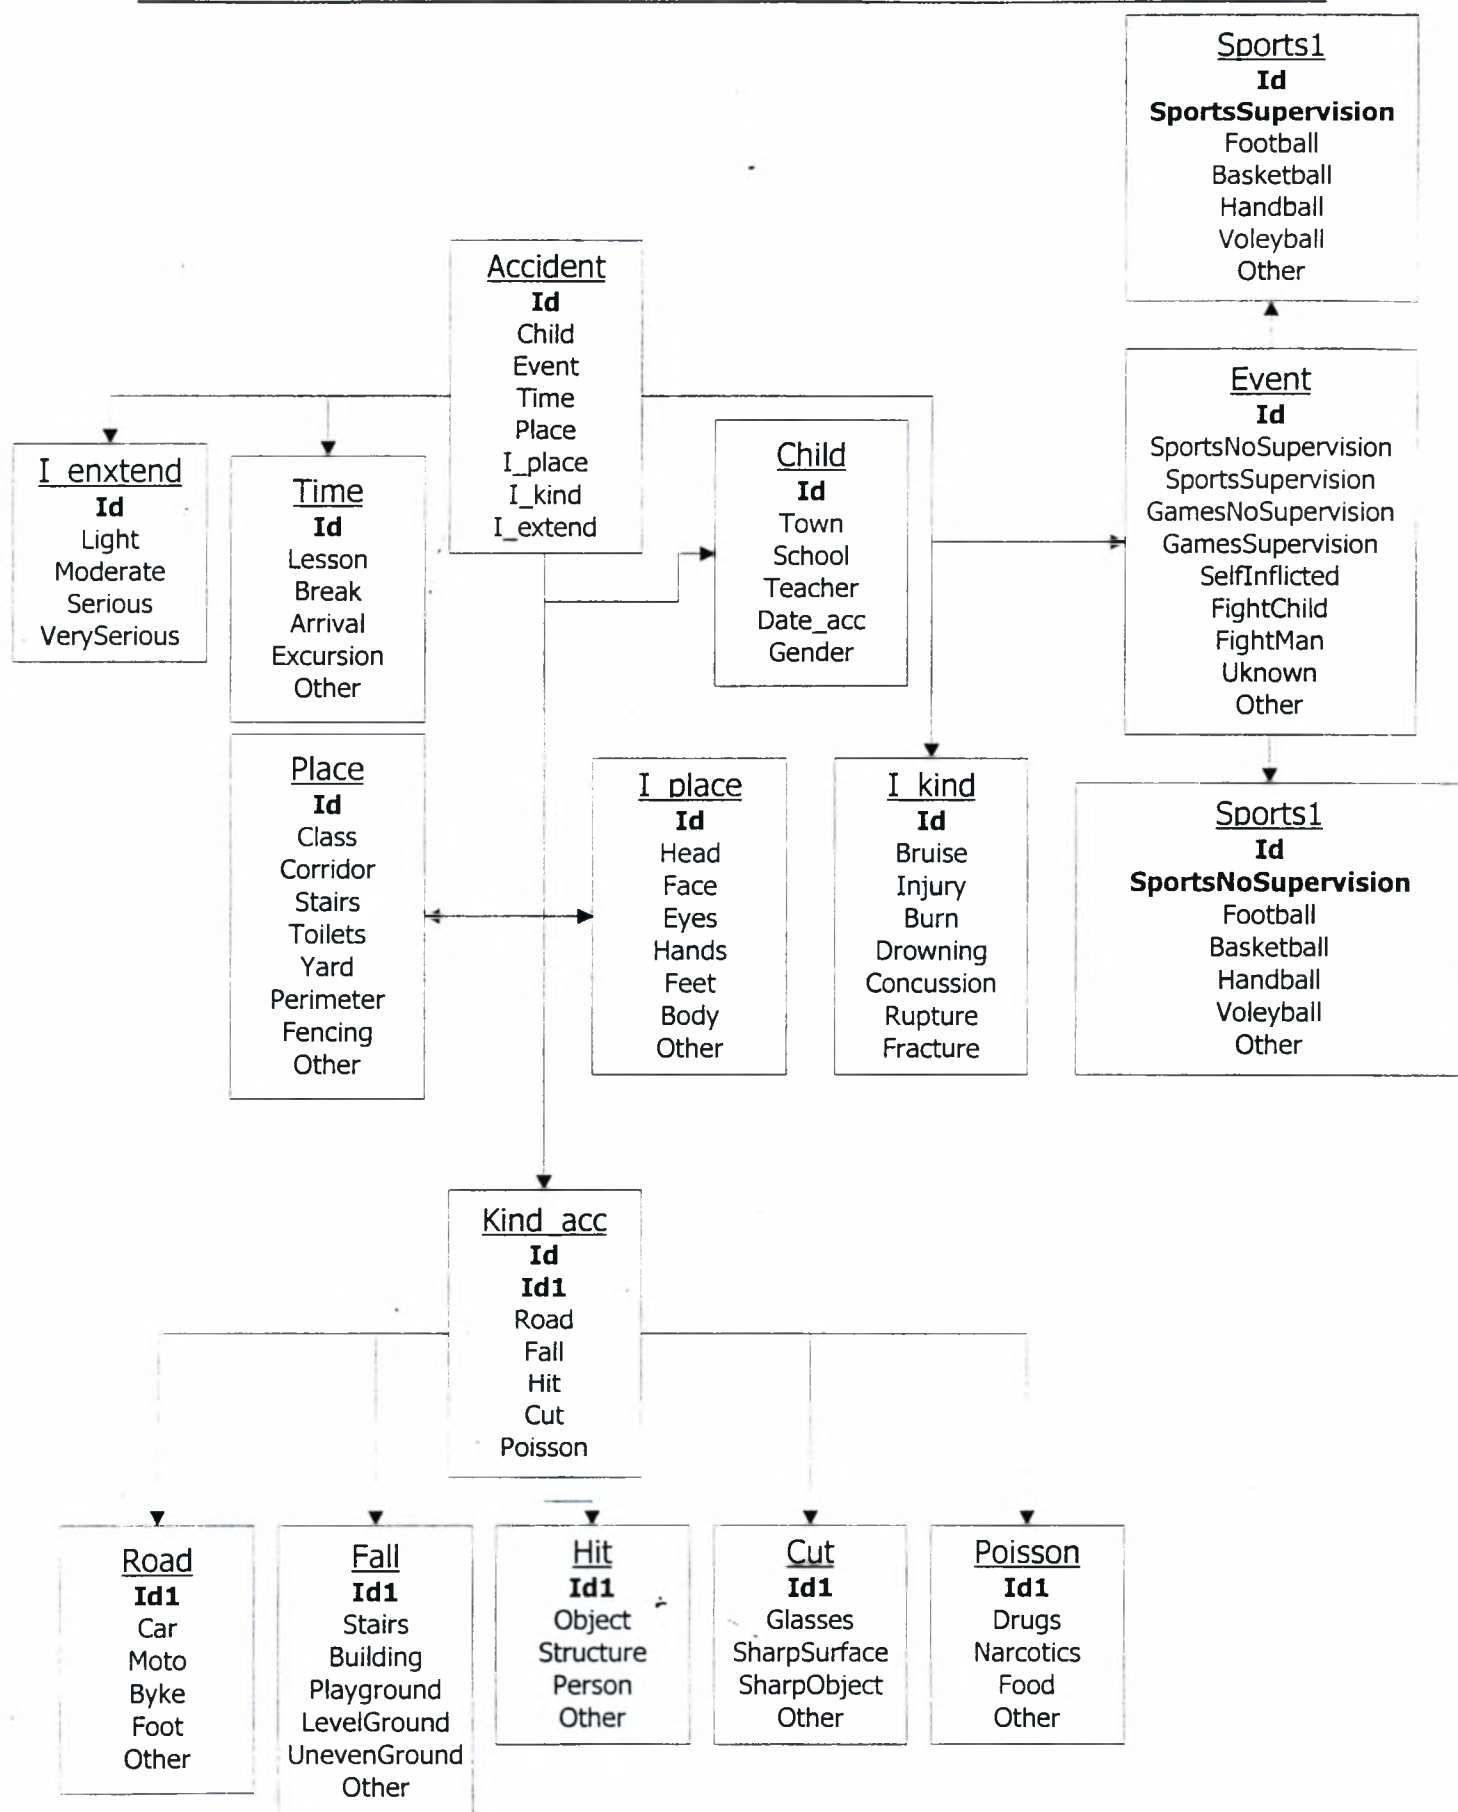 Sports1
Id
SportsSupervision
Football
Basketball
Handball
Voleyball
Other
Accident
Id
Child
Event
Time
Place
I_place
I_kind
I_extend
Event
Id
SportsNoSupervision
SportsSupervision
GamesNoSupervision
GamesSupervision
SelfInflicted
FightChild
FightMan
Uknown
Other
I_enxtend
Id
Light
Moderate
Serious
VerySerious
Time
Id
Lesson
Break
Arrival
Excursion
Other
Child
Id
Town
School
Teacher
Date_acc
Gender
Place
Id
Class
Corridor
Stairs
Toilets
Yard
Perimeter
Fencing
Other
I_place
Id
Head
Face
Eyes
Hands
Feet
Body
Other
I_kind
Id
Bruise
Injury
Burn
Drowning
Concussion
Rupture
Fracture
Sports1
Id
SportsNoSupervision
Football
Basketball
Handball
Voleyball
Other
Kind_acc
Id
Id1
Road
Fall
Hit
Cut
Poisson
Road
Id1
Car
Moto
Byke
Foot
Other
Fall
Id1
Stairs
Building
Playground
LevelGround
UnevenGround
Other
Hit
Id1
Object
Structure
Person
Other
Cut
Id1
Glasses
SharpSurface
SharpObject
Other
Poisson
Id1
Drugs
Narcotics
Food
Other